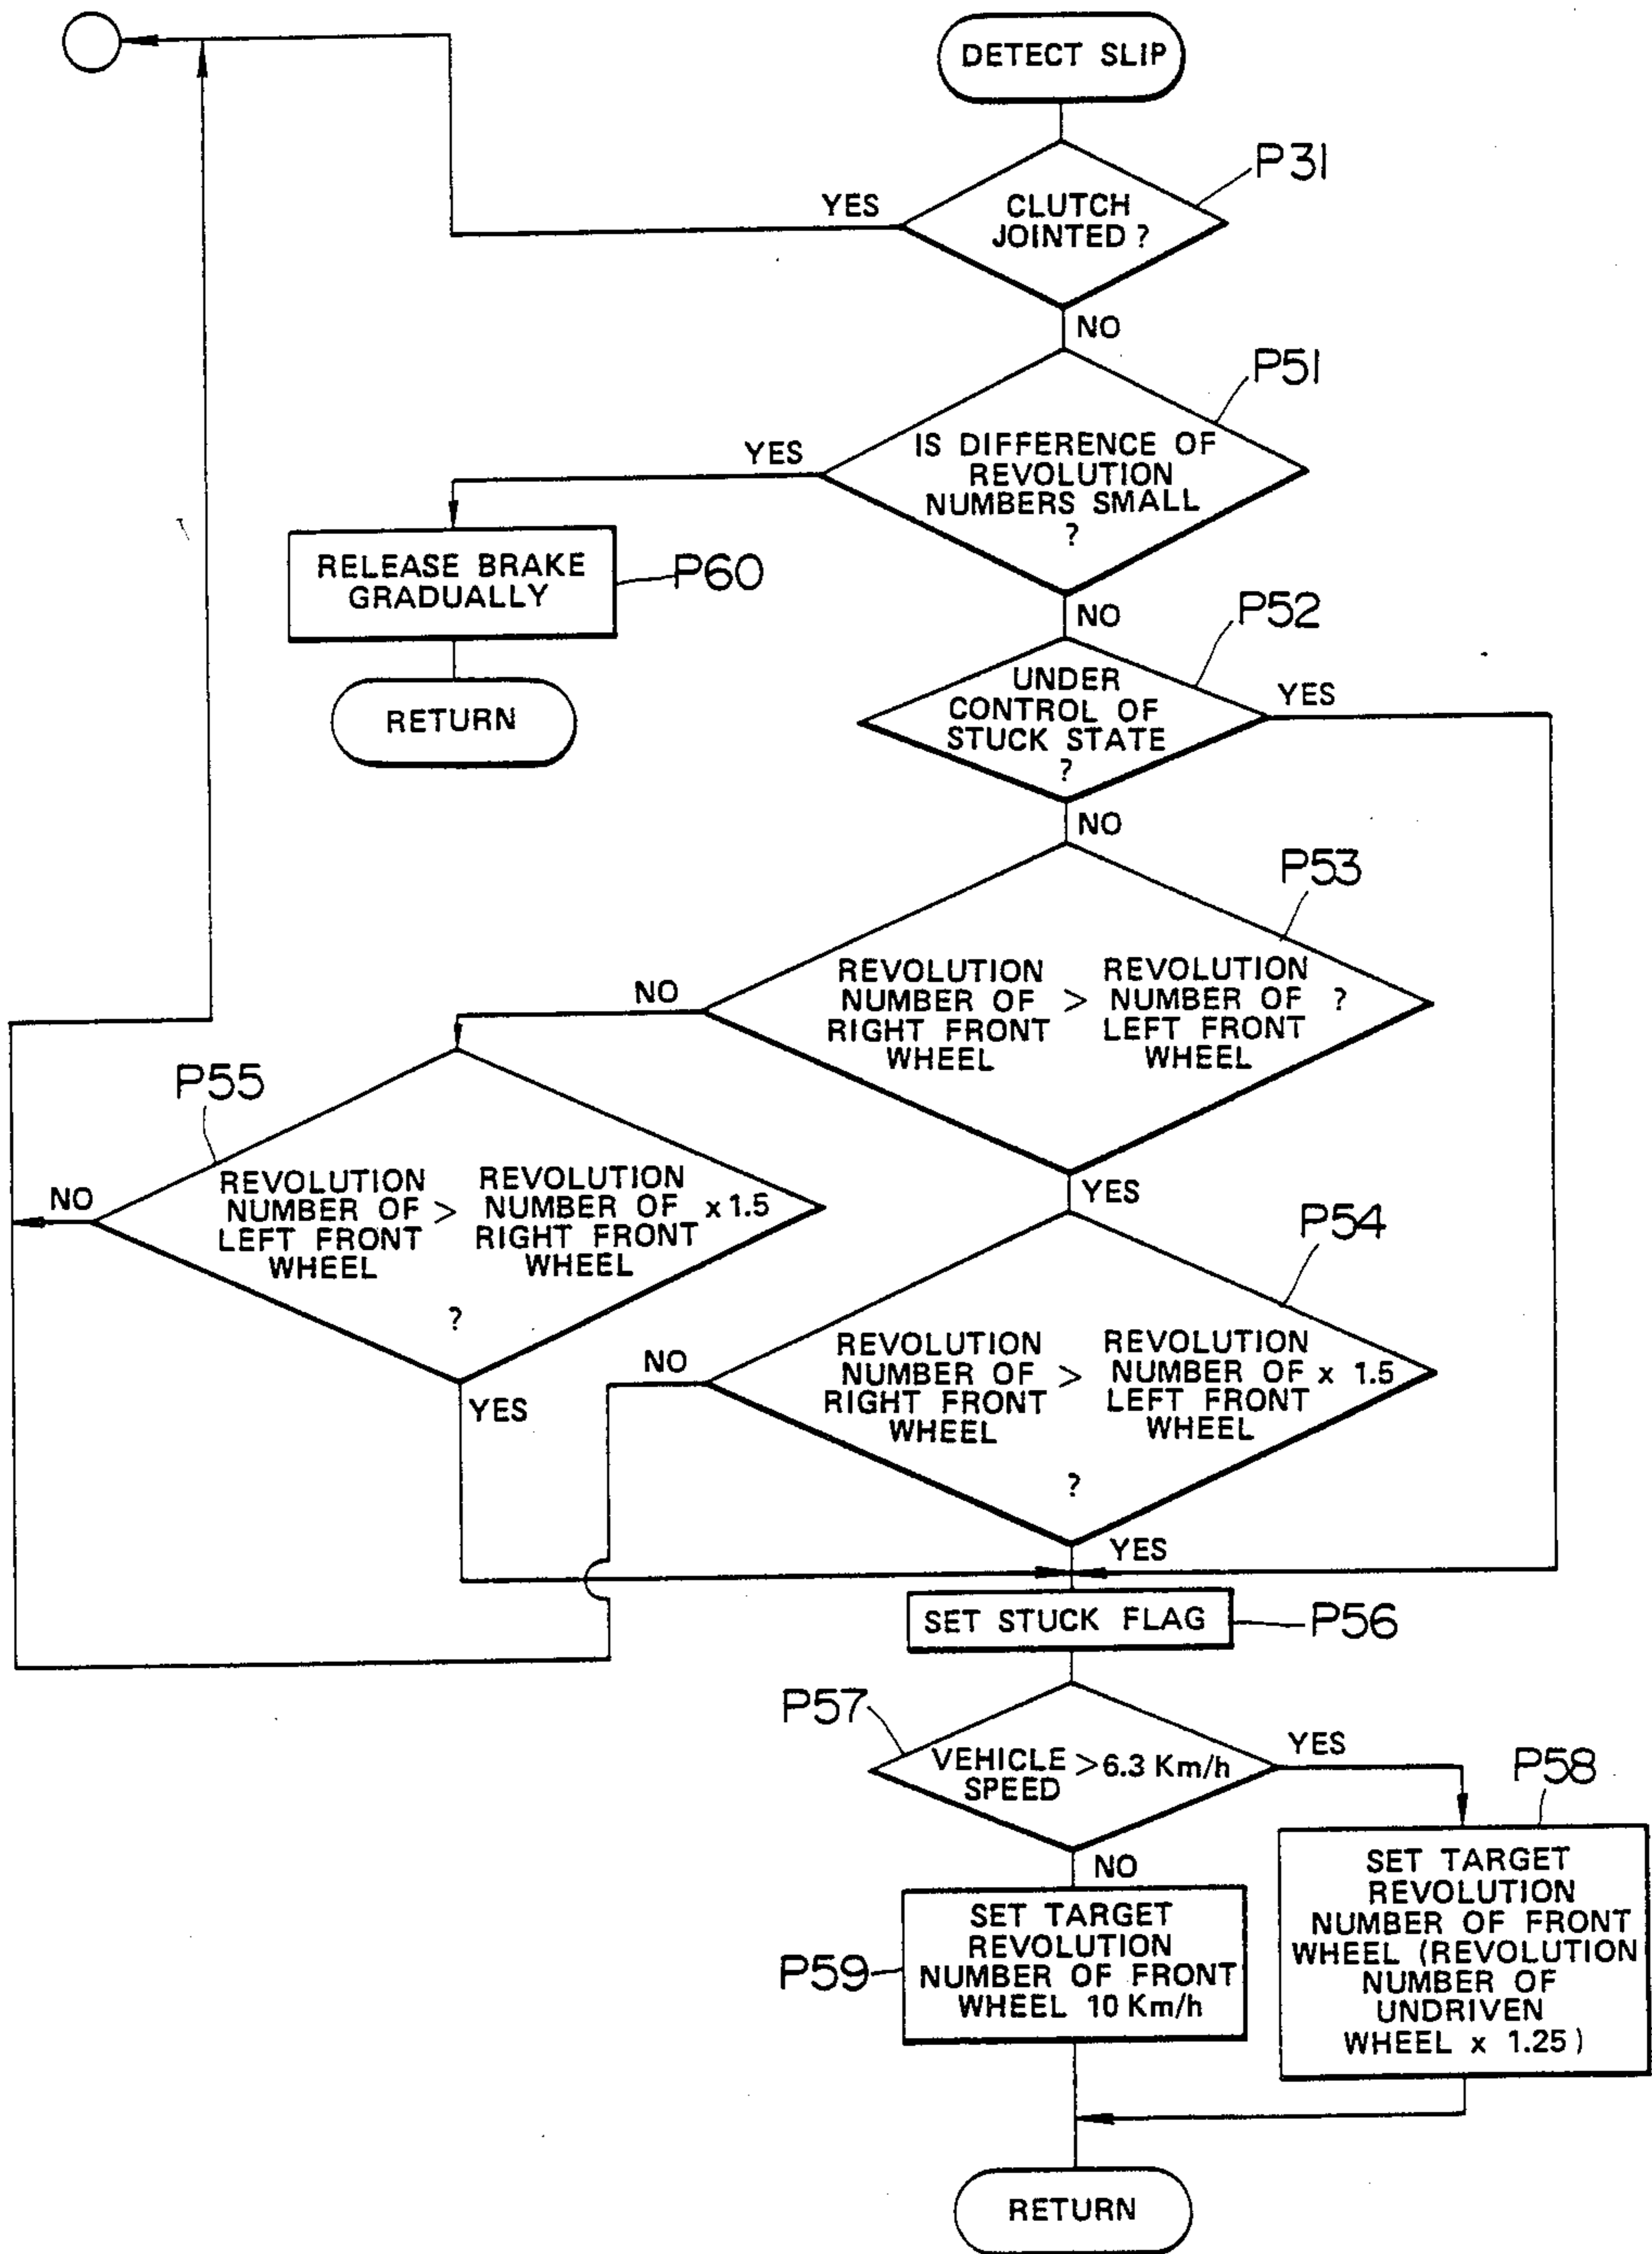 DETECT SLIP
P31
YES
CLUTCH
JOINTED ?
NO
P51
YES
IS DIFFERENCE OF
REVOLUTION
NUMBERS SMALL
?
RELEASE BRAKE
GRADUALLY
P60
RETURN
NO
P52
UNDER
CONTROL OF
STUCK STATE
?
YES
NO
P53
NO
REVOLUTION
NUMBER OF
RIGHT FRONT
WHEEL
>
REVOLUTION
NUMBER OF
LEFT FRONT
WHEEL
?
P55
NO
REVOLUTION
NUMBER OF
LEFT FRONT
WHEEL
>
REVOLUTION
NUMBER OF
RIGHT FRONT
WHEEL
x 1.5
?
YES
YES
P54
NO
REVOLUTION
NUMBER OF
RIGHT FRONT
WHEEL
>
REVOLUTION
NUMBER OF
LEFT FRONT
WHEEL
x 1.5
?
YES
SET STUCK FLAG
P56
P57
VEHICLE > 6.3 Km/h
SPEED
YES
P58
NO
SET TARGET
REVOLUTION
NUMBER OF FRONT
WHEEL (REVOLUTION
NUMBER OF
UNDRIVEN
WHEEL x 1.25)
P59
SET TARGET
REVOLUTION
NUMBER OF FRONT
WHEEL 10 Km/h
RETURN